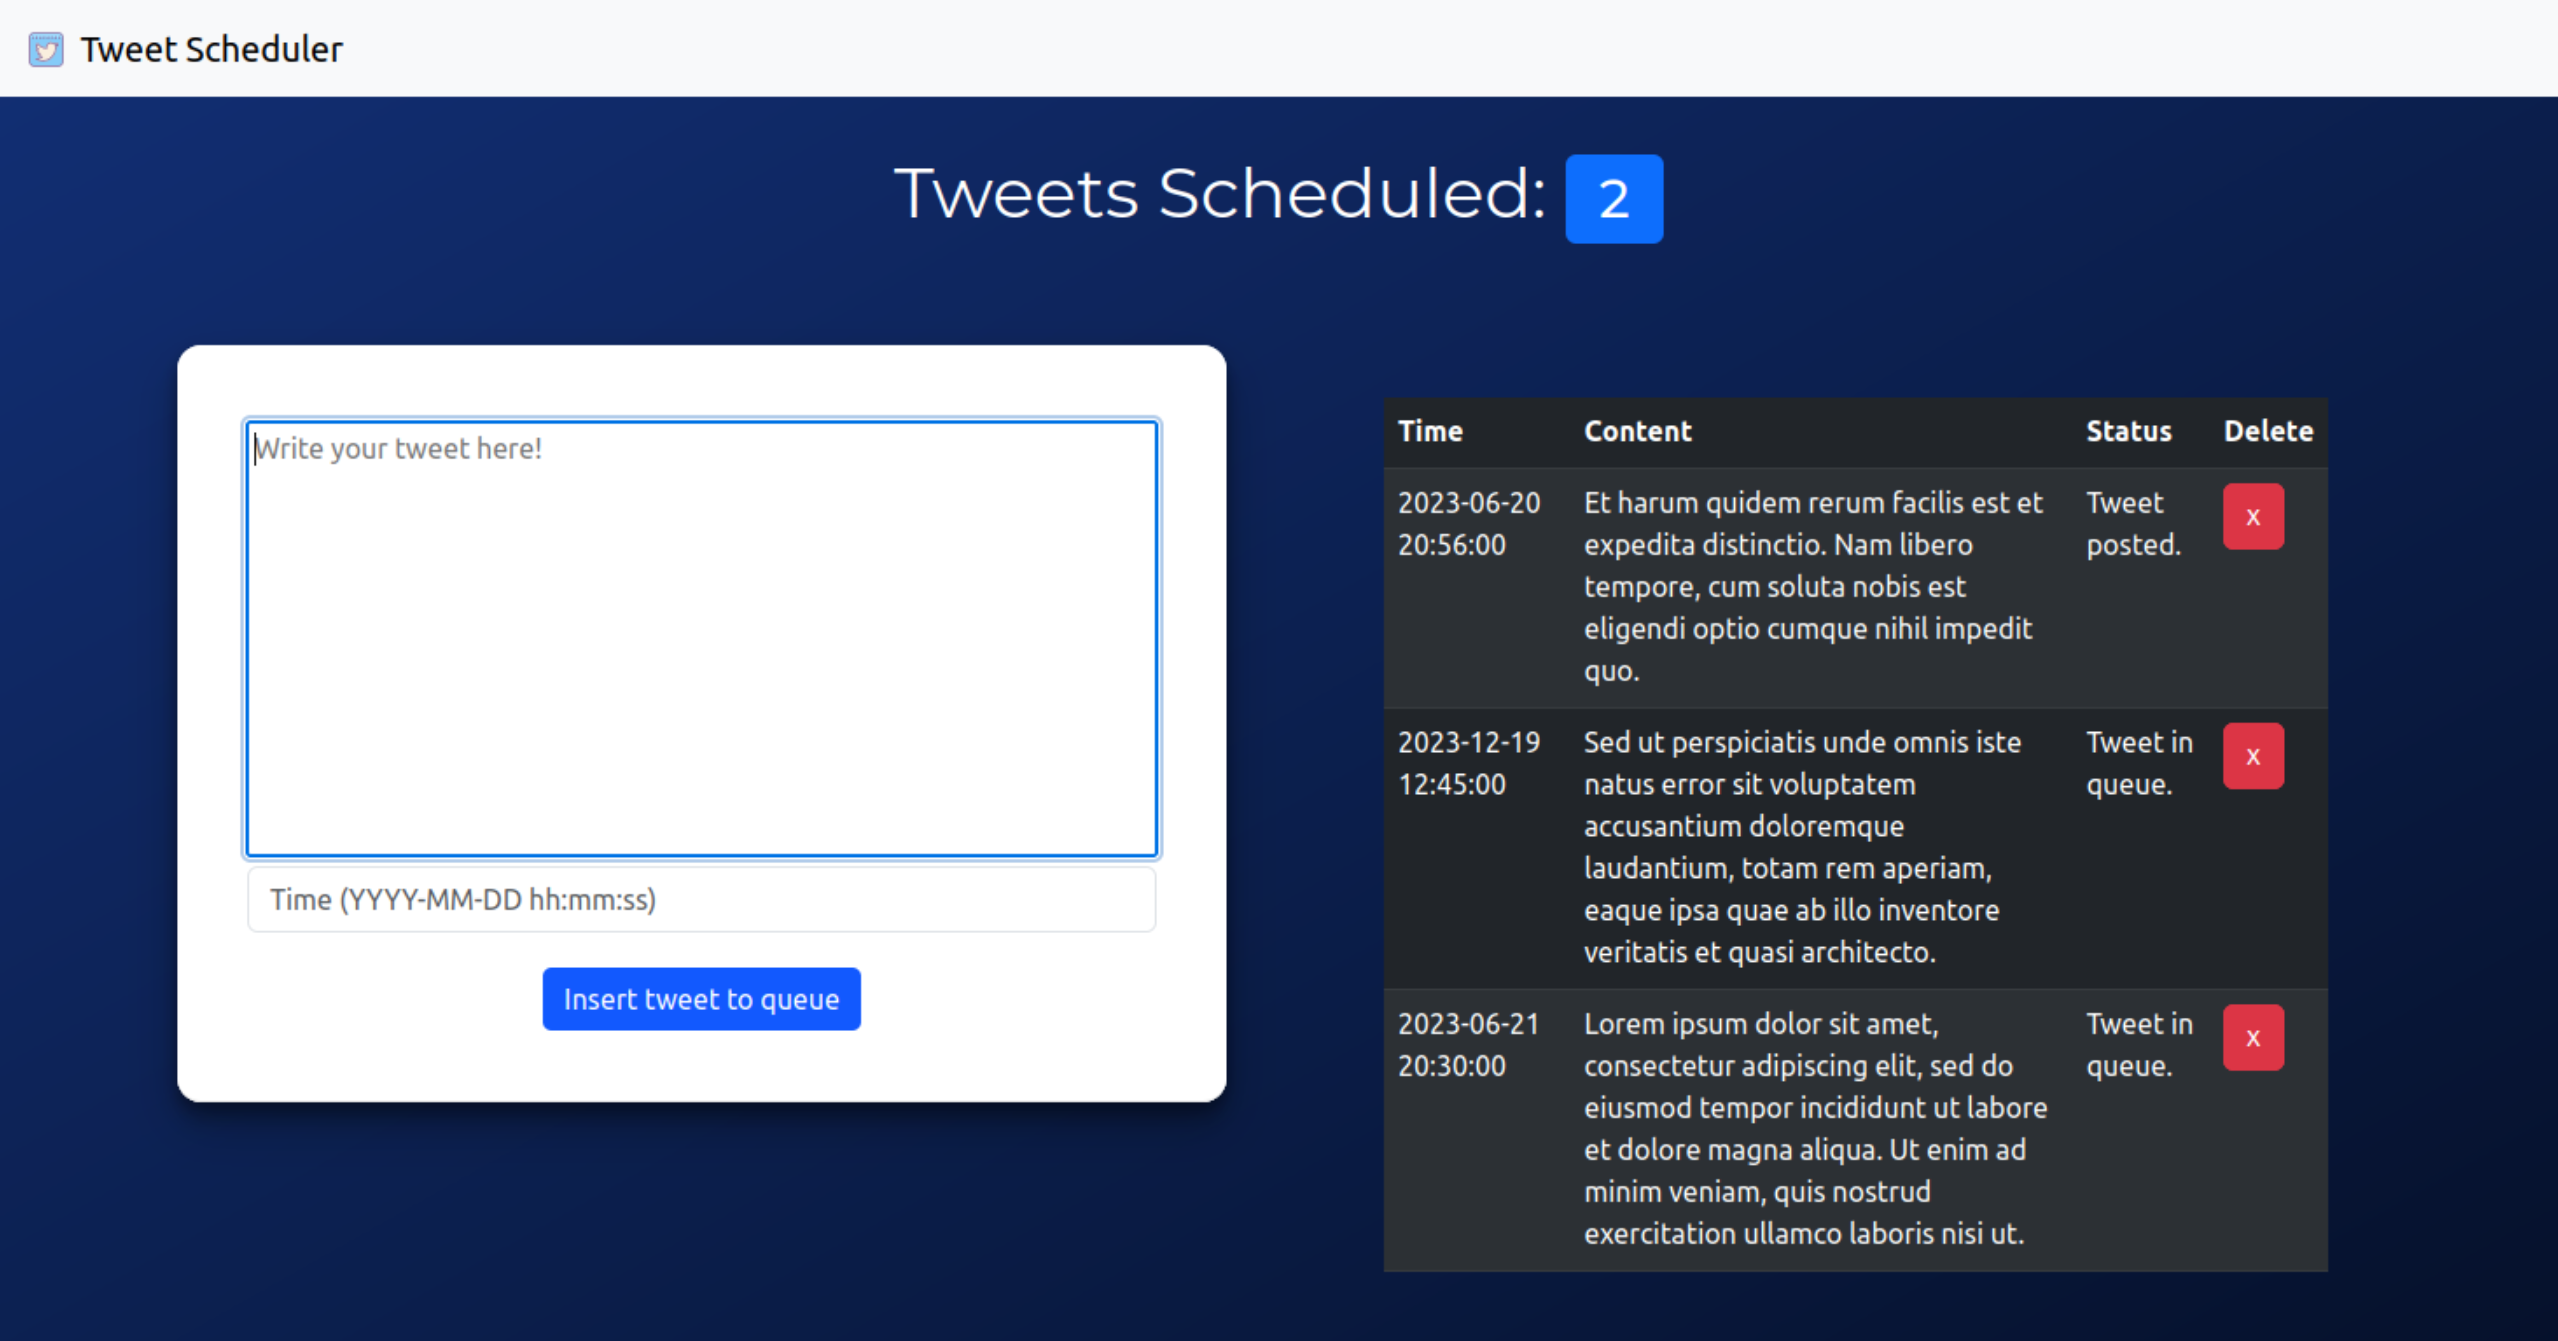 Tweet Scheduler
Tweets Scheduled: 2
Write your tweet here!
Time (YYYY-MM-DD hh:mm:ss)
Insert tweet to queue
Time Content Status Delete
2023-06-20 Et harum quidem rerum facilis est et Tweet x
20:56:00 expedita distinctio. Nam libero posted.
tempore, cum soluta nobis est
eligendi optio cumque nihil impedit
quo.
2023-12-19 Sed ut perspiciatis unde omnis iste Tweet in x
12:45:00 natus error sit voluptatem queue.
accusantium doloremque
laudantium, totam rem aperiam,
eaque ipsa quae ab illo inventore
veritatis et quasi architecto.
2023-06-21 Lorem ipsum dolor sit amet, Tweet in x
20:30:00 consectetur adipiscing elit, sed do queue.
eiusmod tempor incididunt ut labore
et dolore magna aliqua. Ut enim ad
minim veniam, quis nostrud
exercitation ullamco laboris nisi ut.